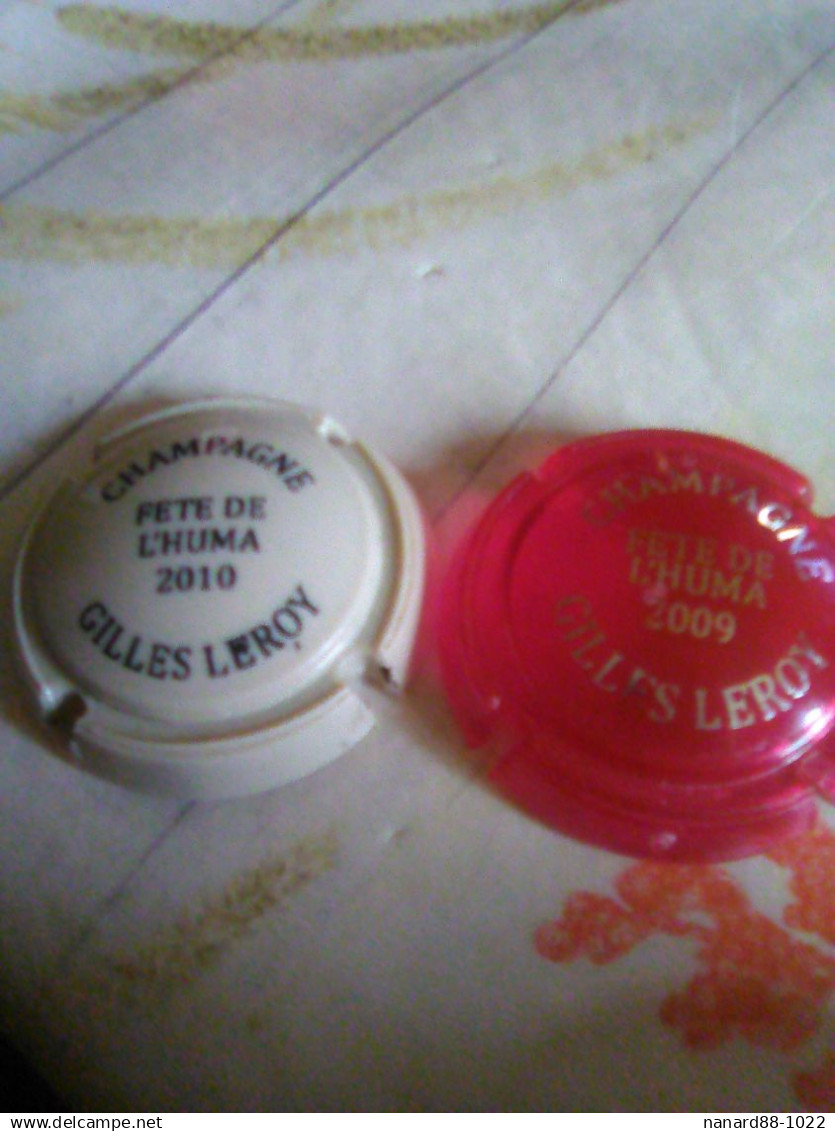 CHAMPAGNE
FETE DE
L'HUMA
2010
GILLES LEROY
CHAMPAGNE
FETE DE
L'HUMA
2009
GILLES LEROY
www.delcampe.net
nanard88-1022